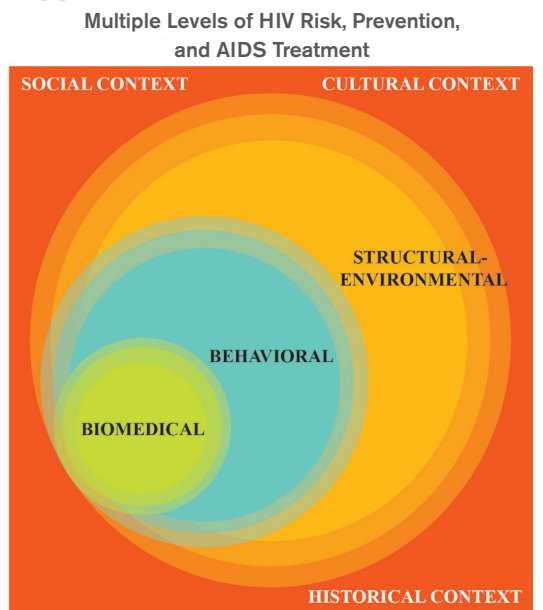 Multiple Levels of HIV Risk, Prevention,
and AIDS Treatment
SOCIAL CONTEXT
CULTURAL CONTEXT
STRUCTURAL-
ENVIRONMENTAL
BEHAVIORAL
BIOMEDICAL
HISTORICAL CONTEXT